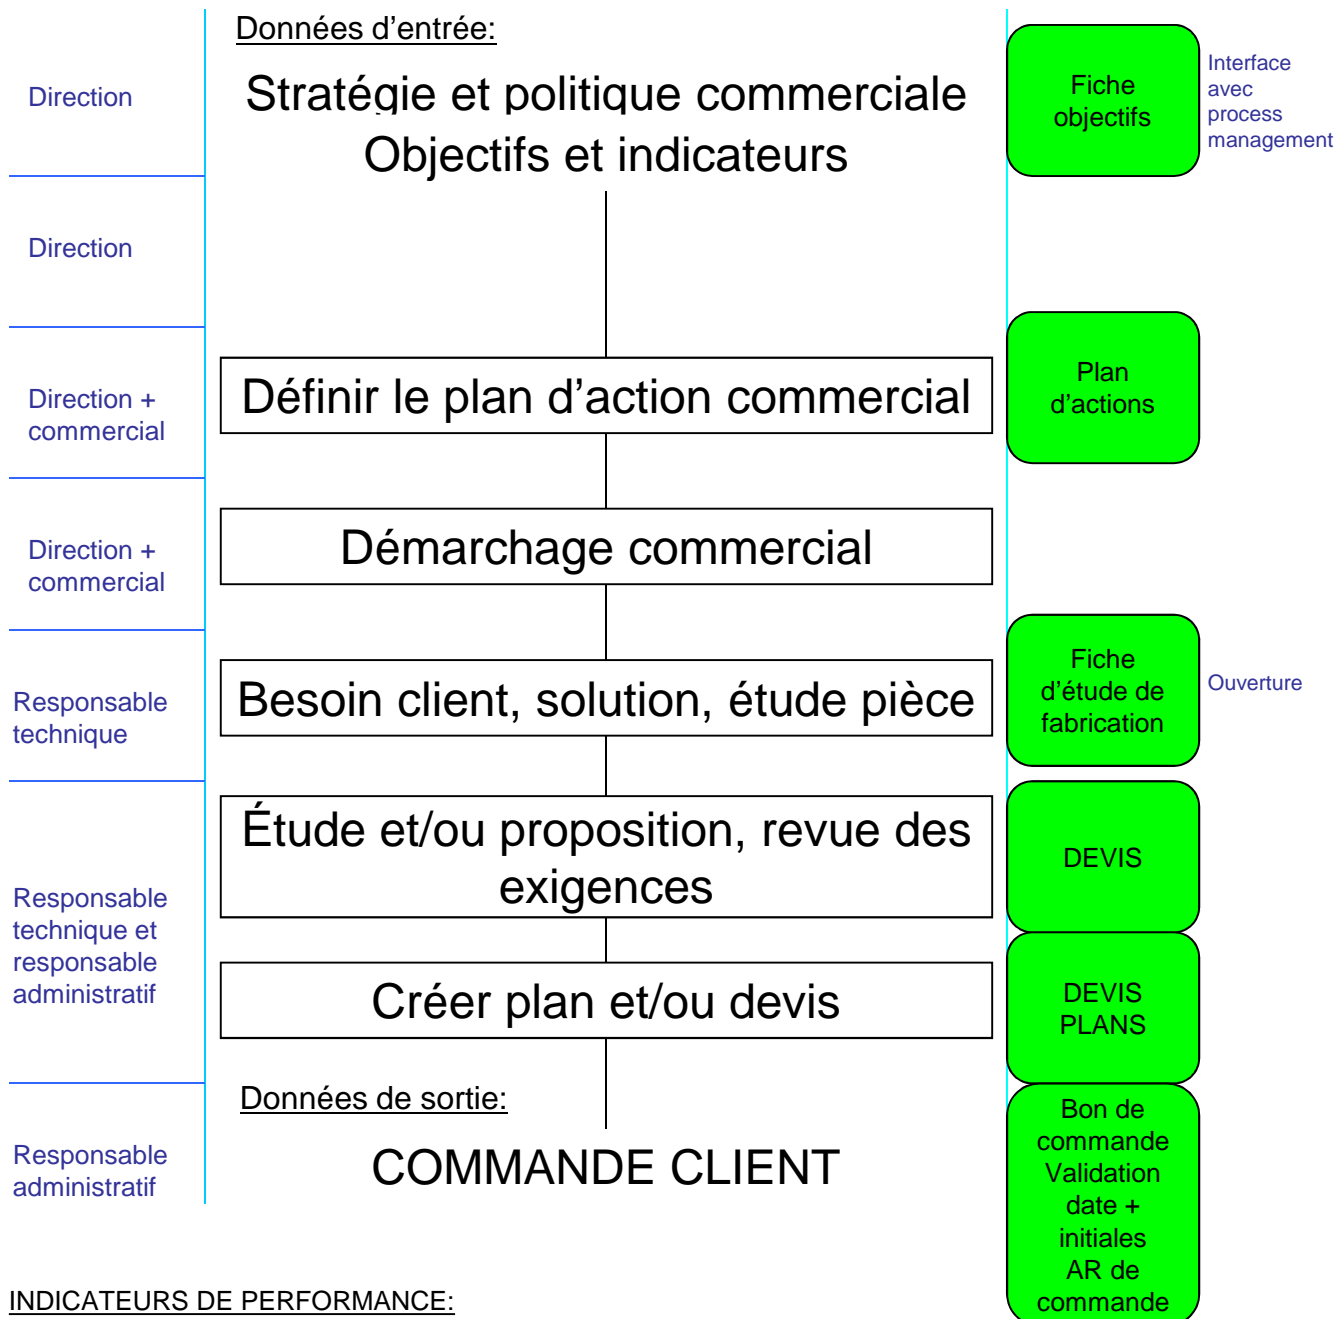 Données d'entrée:
Direction
Stratégie et politique commerciale
Objectifs et indicateurs
Fiche
objectifs
Interface
avec
process
management
Direction
Direction +
commercial
Définir le plan d'action commercial
Plan
d'actions
Direction +
commercial
Démarchage commercial
Responsable
technique
Besoin client, solution, étude pièce
Fiche
d'étude de
fabrication
Ouverture
Responsable
technique et
responsable
administratif
Étude et/ou proposition, revue des
exigences
DEVIS
Créer plan et/ou devis
DEVIS
PLANS
Données de sortie:
Responsable
administratif
COMMANDE CLIENT
Bon de
commande
Validation
date +
initiales
AR de
commande
INDICATEURS DE PERFORMANCE: